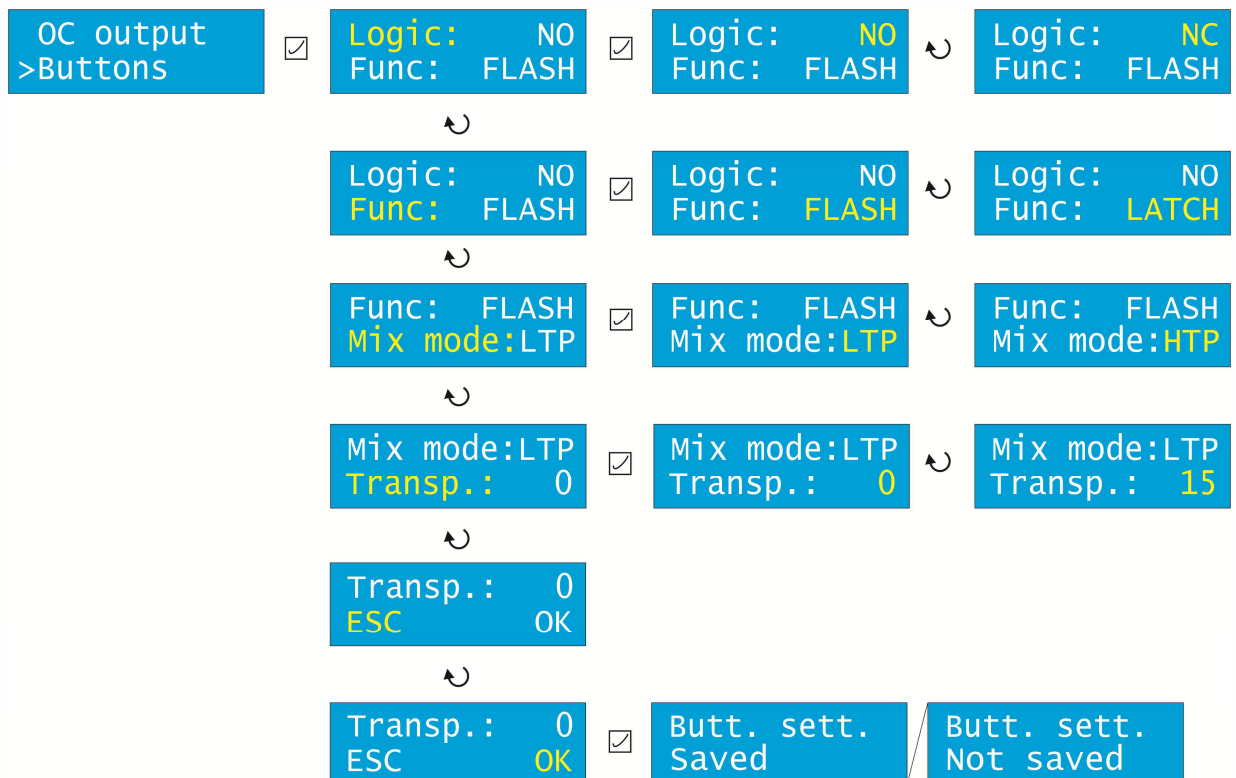 OC output
>Buttons
Logic: NO
Func: FLASH
Logic: NO
Func: FLASH
Logic: NC
Func: FLASH
Logic: NO
Func: FLASH
Logic: NO
Func: FLASH
Logic: NO
Func: LATCH
Func: FLASH
Mix mode:LTP
Func: FLASH
Mix mode:LTP
Func: FLASH
Mix mode:HTP
Mix mode:LTP
Transp.: 0
Mix mode:LTP
Transp.: 0
Mix mode:LTP
Transp.: 15
Transp.: 0
ESC OK
Transp.: 0
ESC OK
Butt. sett.
Saved
Butt. sett.
Not saved